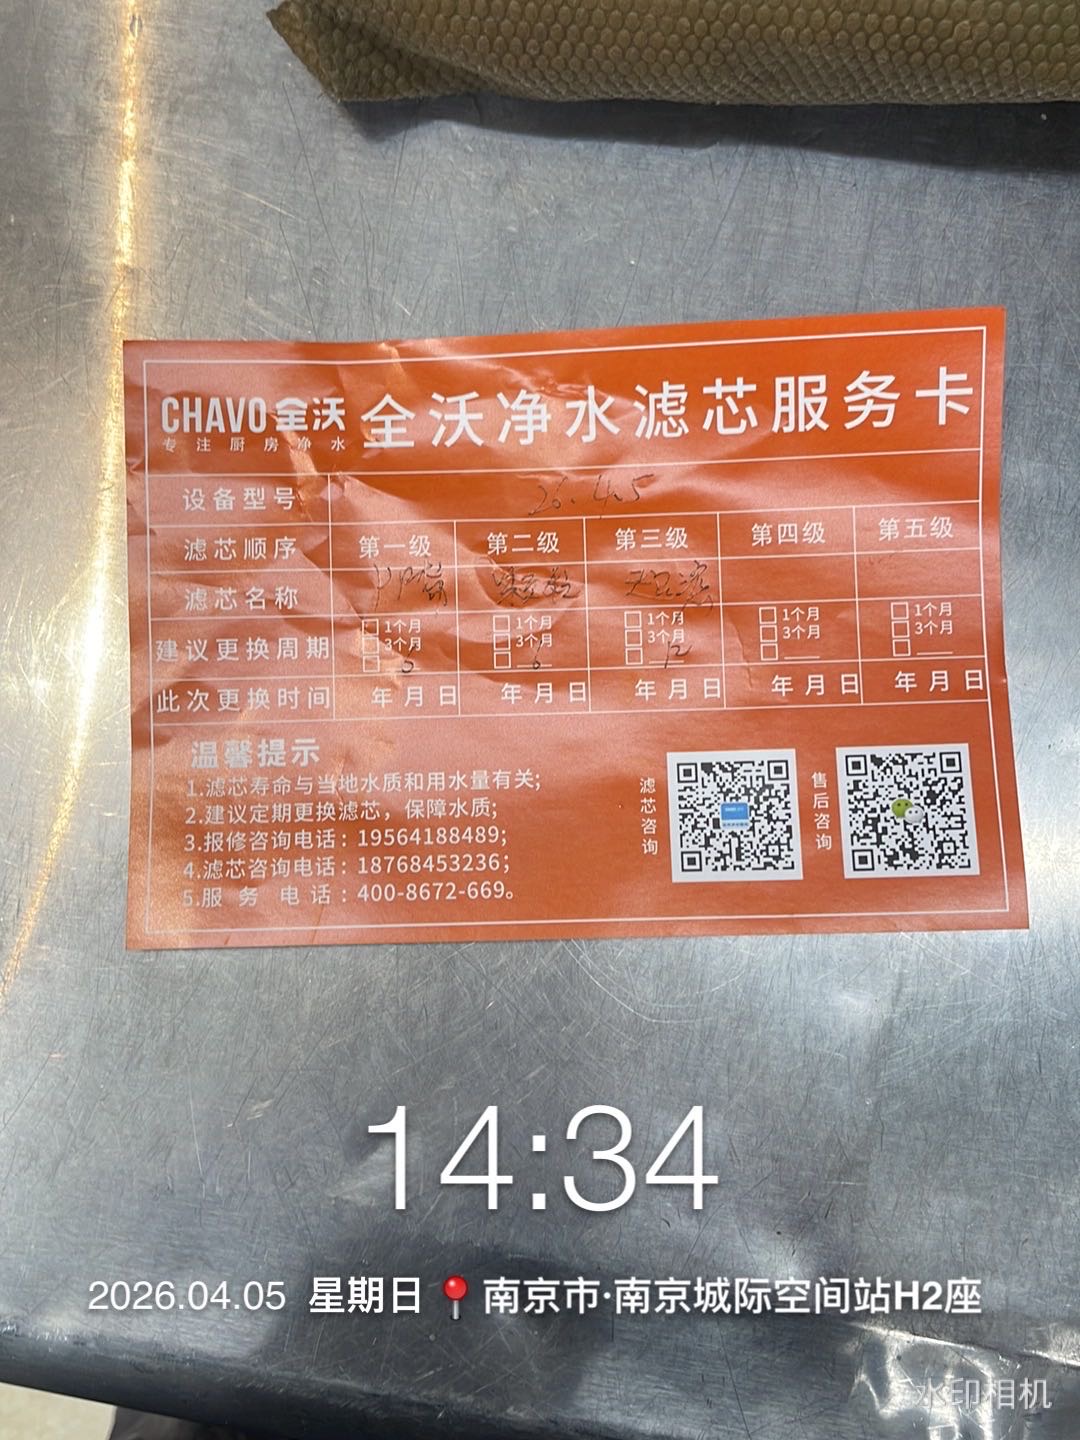 CHAVO 全沃
专注厨房净水
全沃净水滤芯服务卡
设备型号 26.4.5
滤芯顺序 第一级 第二级 第三级 第四级 第五级
滤芯名称
建议更换周期
1个月 1个月 1个月 1个月 1个月
3个月 3个月 3个月 3个月 3个月
6 12
此次更换时间 年 月 日 年 月 日 年 月 日 年 月 日 年 月 日
温馨提示
1.滤芯寿命与当地水质和用水量有关;
2.建议定期更换滤芯，保障水质;
3.报修咨询电话：19564188489;
4.滤芯咨询电话：18768453236;
5.服务电话：400-8672-669。
滤芯咨询
售后咨询
14:34
2026.04.05 星期日 南京市·南京城际空间站H2座
水印相机